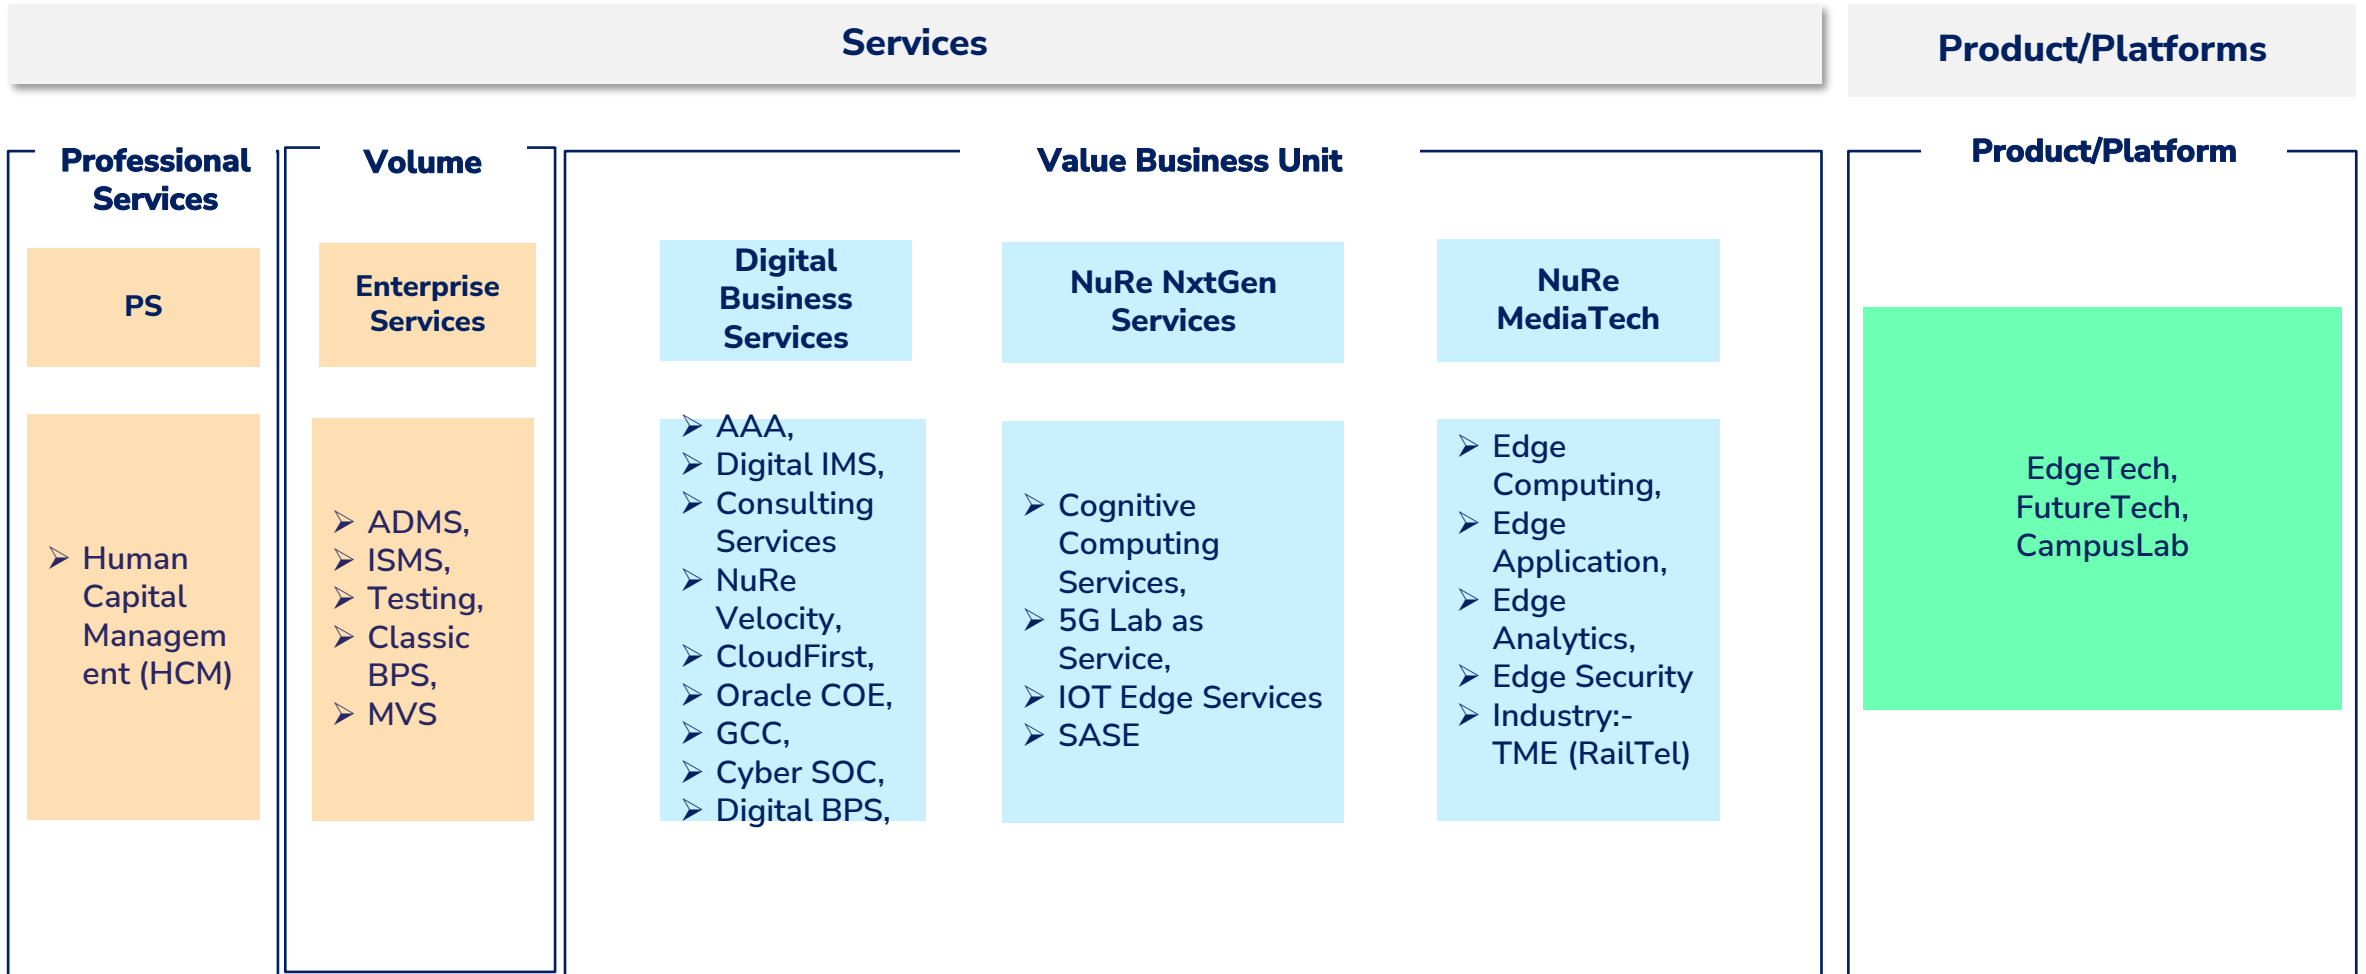 Services
Product/Platforms
Professional
Services
Volume
Value Business Unit
Product/Platform
PS
Enterprise
Services
Digital
Business
Services
NuRe NxtGen
Services
NuRe
MediaTech
➢ Human
Capital
Managem
ent (HCM)
➢ ADMS,
➢ ISMS,
➢ Testing,
➢ Classic
BPS,
➢ MVS
➢ AAA,
➢ Digital IMS,
➢ Consulting
Services
➢ NuRe
Velocity,
➢ CloudFirst,
➢ Oracle COE,
➢ GCC,
➢ Cyber SOC,
➢ Digital BPS,
➢ Cognitive
Computing
Services,
➢ 5G Lab as
Service,
➢ IOT Edge Services
➢ SASE
➢ Edge
Computing,
➢ Edge
Application,
➢ Edge
Analytics,
➢ Edge Security
➢ Industry:-
TME (RailTel)
EdgeTech,
FutureTech,
CampusLab